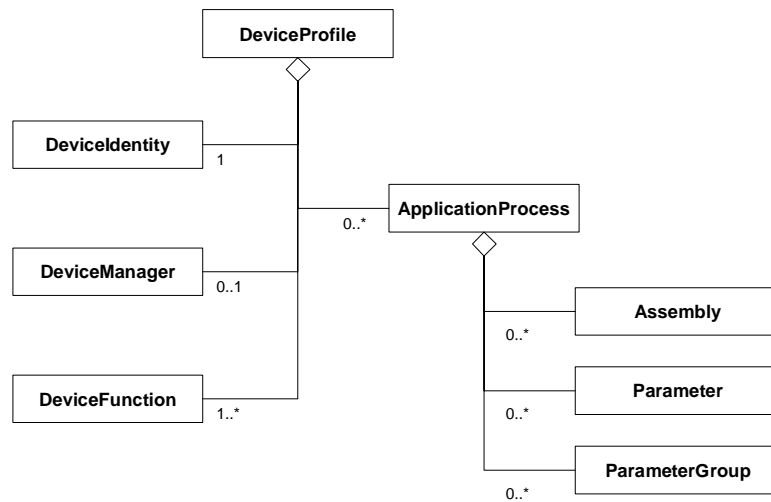 DeviceProfile
DeviceIdentity
1
ApplicationProcess
0..*
DeviceManager
0..1
Assembly
0..*
DeviceFunction
1..*
Parameter
0..*
ParameterGroup
0..*